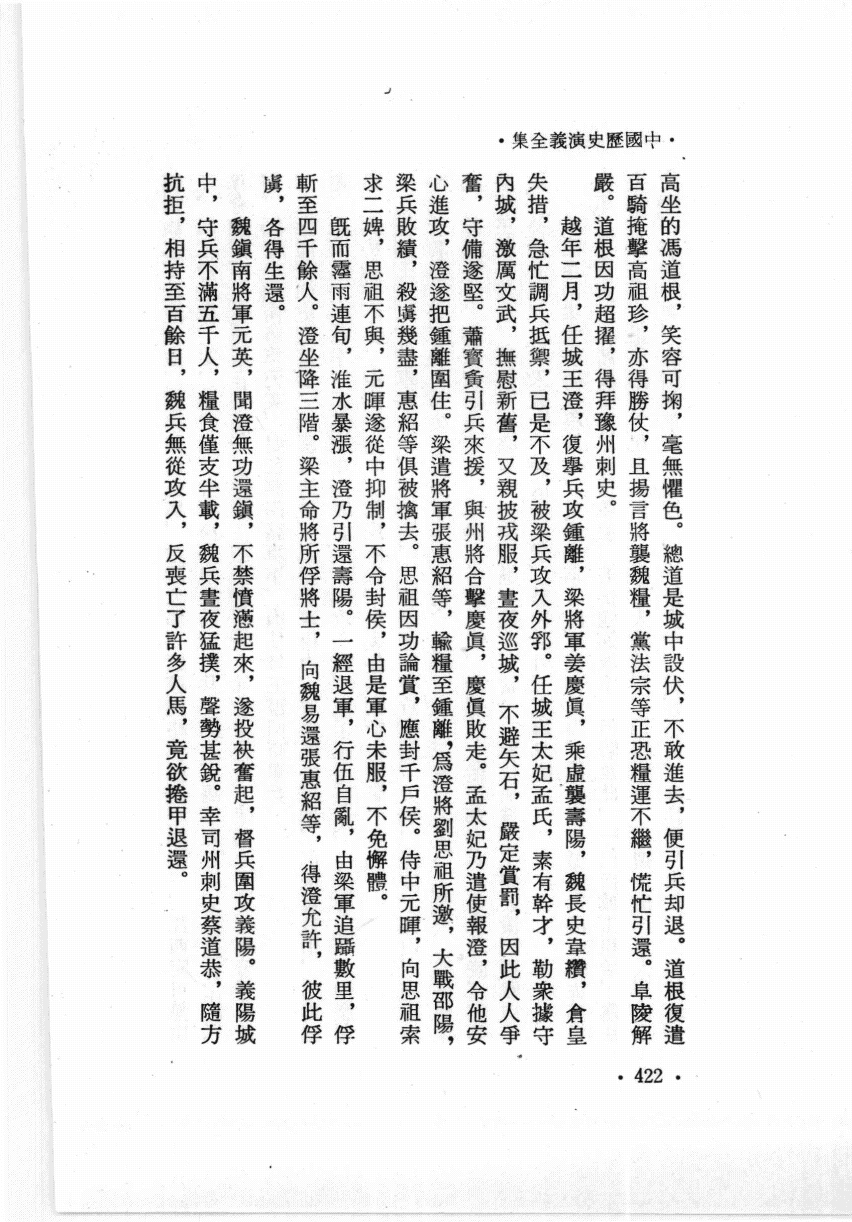 ·中國歷史演義全集·
高坐的馮道根，笑容可掬，毫無懼色。總道是城中設伏，不敢進去，便引兵却退。道根復遣
百騎掩擊高祖珍，亦得勝仗，且揚言將襲魏糧，黨法宗等正恐糧運不繼，慌忙引還。阜陵解
嚴。道根因功超擢，得拜豫州刺史。
越年二月，任城王澄，復舉兵攻鍾離，梁將軍姜慶眞，乘虛襲壽陽，魏長史韋纘，倉皇
失措，急忙調兵抵禦，已是不及，被梁兵攻入外郛。任城王太妃孟氏，素有幹才，勒衆據守
內城，激厲文武，撫慰新舊，又親披戎服，晝夜巡城，不避矢石，嚴定賞罰，因此人人爭
奮，守備遂堅。蕭寶夤引兵來援，與州將合擊慶眞，慶眞敗走。孟太妃乃遣使報澄，令他安
心進攻，澄遂把鍾離圍住。梁遣將軍張惠紹等，輸糧至鍾離，爲澄將劉思祖所邀，大戰邵陽，
梁兵敗績，殺虜幾盡，惠紹等俱被擒去。思祖因功論賞，應封千戶侯。侍中元暉，向思祖索
求二婢，思祖不與，元暉遂從中抑制，不令封侯，由是軍心未服，不免懈體。
旣而霪雨連旬，淮水暴漲，澄乃引還壽陽。一經退軍，行伍自亂，由梁軍追躡數里，俘
斬至四千餘人。澄坐降三階。梁主命將所俘將士，向魏易還張惠紹等，得澄允許，彼此俘
虜，各得生還。
魏鎭南將軍元英，聞澄無功還鎭，不禁憤懣起來，遂投袂奮起，督兵圍攻義陽。義陽城
中，守兵不滿五千人，糧食僅支半載，魏兵晝夜猛撲，聲勢甚銳。幸司州刺史蔡道恭，隨方
抗拒，相持至百餘日，魏兵無從攻入，反喪亡了許多人馬，竟欲捲甲退還。
·422·